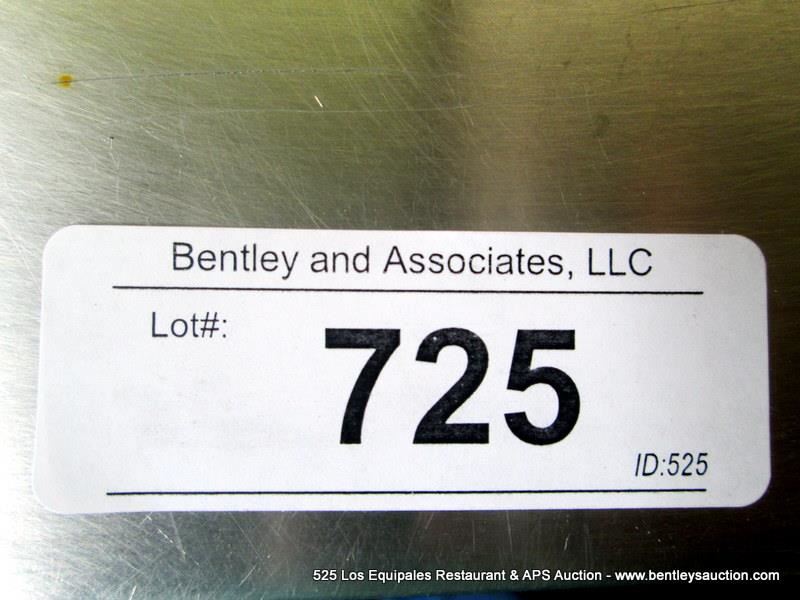 Bentley and Associates, LLC
Lot#:
725
ID:525
525 Los Equipales Restaurant & APS Auction - www.bentleysauction.com